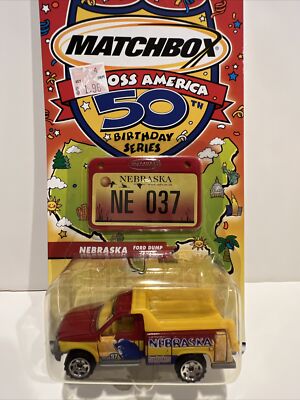 MATCHBOX
1.96
OSS AMERICA
50TH
BIRTHDAY
SERIES
NEBRASKA
NE 037
NEBRASKA
FORD DUMP
NEBRASKA